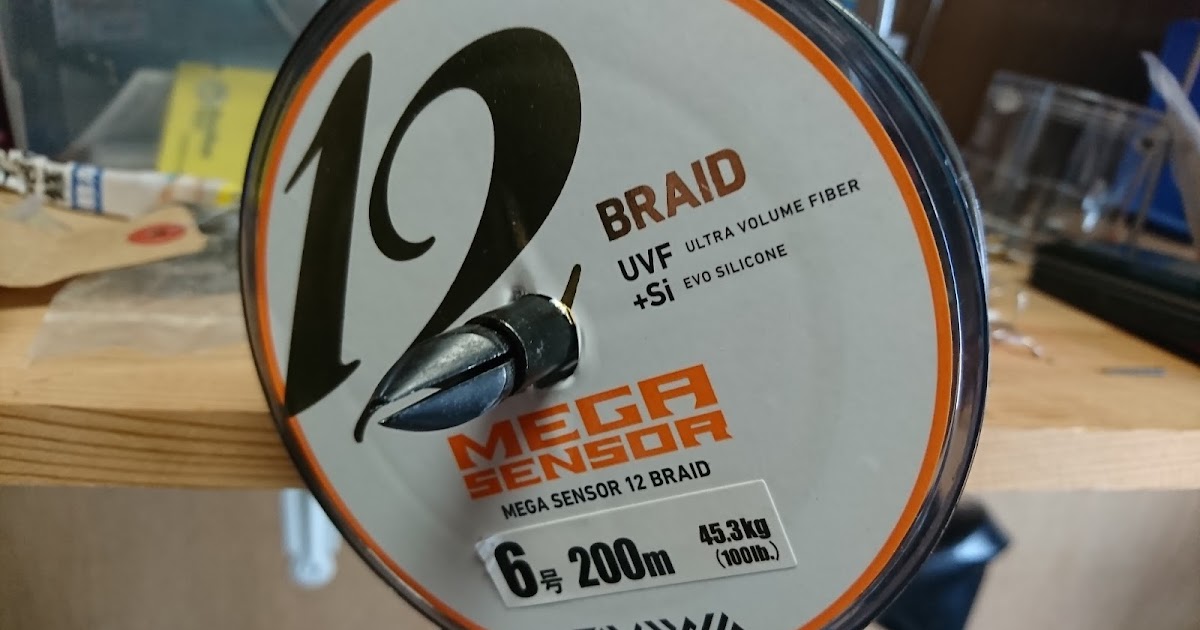 12
BRAID
UVF ULTRA VOLUME FIBER
+Si EVO SILICONE
MEGA
SENSOR
MEGA SENSOR 12 BRAID
6号 200m 45.3kg
(100lb.)